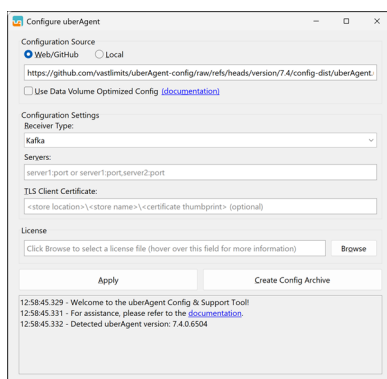 Configure uberAgent
Configuration Source
Web/GitHub
Local
https://github.com/vastlimits/uberAgent-config/raw/refs/heads/version/7.4/config-dist/uberAgent.
Use Data Volume Optimized Config (documentation)
Configuration Settings
Receiver Type:
Kafka
Servers:
server1:port or server1:port,server2:port
TLS Client Certificate:
<store location>\<store name>\<certificate thumbprint> (optional)
License
Click Browse to select a license file (hover over this field for more information)
Browse
Apply
Create Config Archive
12:58:45.329 - Welcome to the uberAgent Config & Support Tool!
12:58:45.331 - For assistance, please refer to the documentation.
12:58:45.332 - Detected uberAgent version: 7.4.0.6504